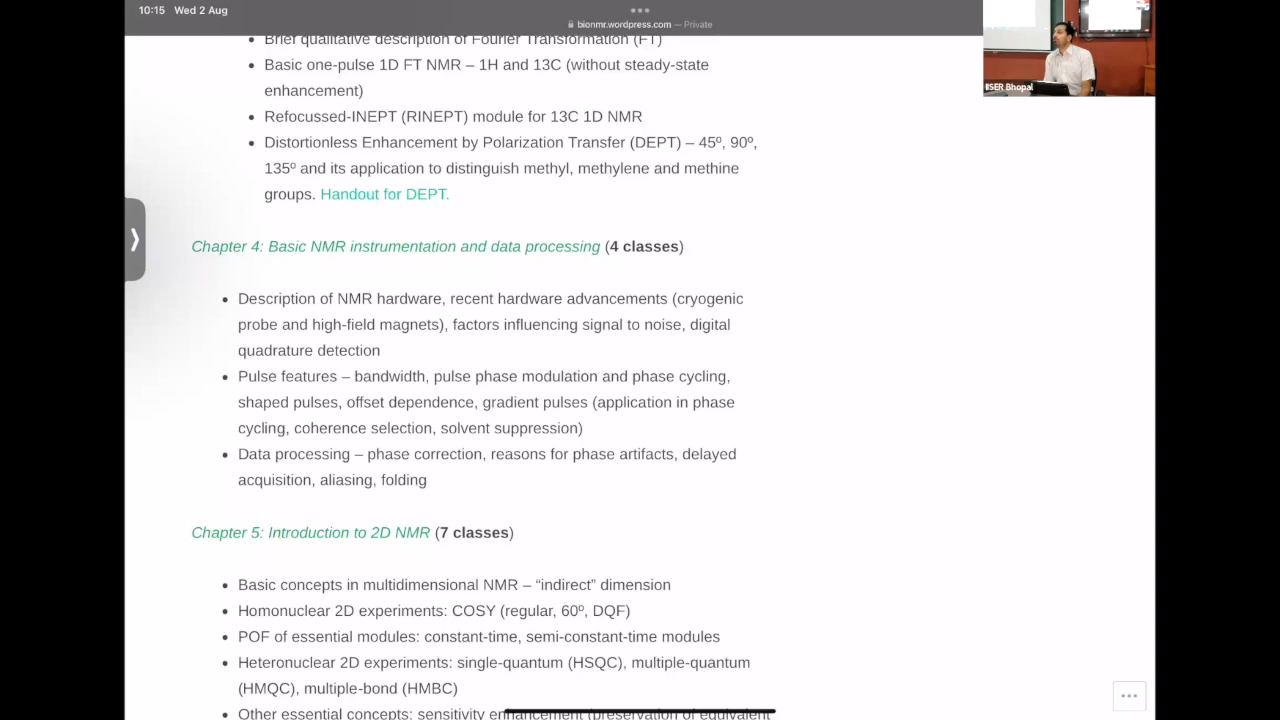 10:15 Wed 2 Aug
bionmr.wordpress.com — Private
IISER Bhopal
• Brief qualitative description of Fourier Transformation (FT)
• Basic one-pulse 1D FT NMR – 1H and 13C (without steady-state
enhancement)
• Refocussed-INEPT (RINEPT) module for 13C 1D NMR
• Distortionless Enhancement by Polarization Transfer (DEPT) – 45º, 90º,
135º and its application to distinguish methyl, methylene and methine
groups. Handout for DEPT.
Chapter 4: Basic NMR instrumentation and data processing (4 classes)
• Description of NMR hardware, recent hardware advancements (cryogenic
probe and high-field magnets), factors influencing signal to noise, digital
quadrature detection
• Pulse features – bandwidth, pulse phase modulation and phase cycling,
shaped pulses, offset dependence, gradient pulses (application in phase
cycling, coherence selection, solvent suppression)
• Data processing – phase correction, reasons for phase artifacts, delayed
acquisition, aliasing, folding
Chapter 5: Introduction to 2D NMR (7 classes)
• Basic concepts in multidimensional NMR – “indirect” dimension
• Homonuclear 2D experiments: COSY (regular, 60º, DQF)
• POF of essential modules: constant-time, semi-constant-time modules
• Heteronuclear 2D experiments: single-quantum (HSQC), multiple-quantum
(HMQC), multiple-bond (HMBC)
• Other essential concepts: sensitivity enhancement (preservation of equivalent